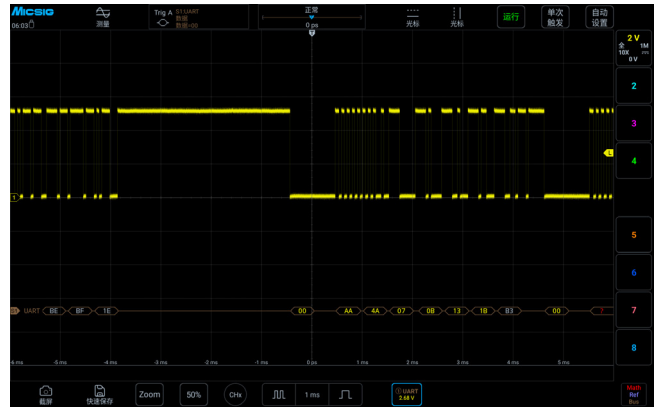 Micsig
测量
Trig A S1:UART
数据
数据=00
正常
0 ps
光标
光标
运行
单次
触发
自动
设置
06:03
2 V
全 1M
10X
0 V
T
2
3
L
4
1
5
6
S1 UART BE BF 1E 00 AA 4A 07 0B 13 1B B3 00 ?
7
8
-6 ms -5 ms -4 ms -3 ms -2 ms -1 ms 0 ps 1 ms 2 ms 3 ms 4 ms 5 ms
截屏
快速保存
Zoom
50%
CHx
1 ms
① UART
2.68 V
Math
Ref
Bus